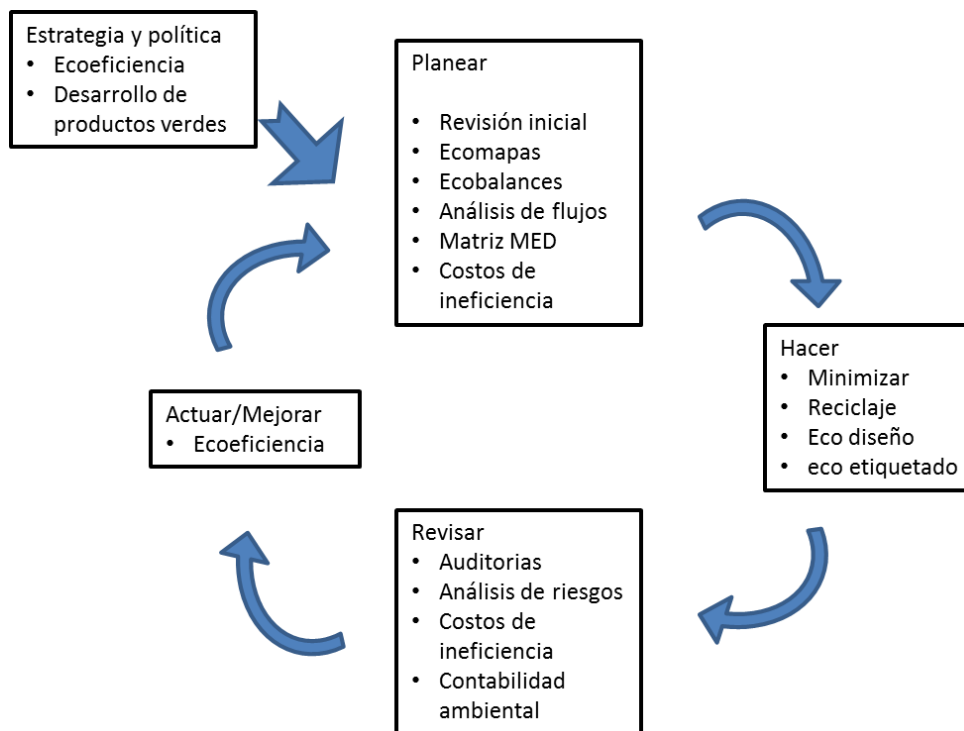 Estrategia y política
• Ecoeficiencia
• Desarrollo de
productos verdes
Planear
• Revisión inicial
• Ecomapas
• Ecobalances
• Análisis de flujos
• Matriz MED
• Costos de
ineficiencia
Hacer
• Minimizar
• Reciclaje
• Eco diseño
• eco etiquetado
Revisar
• Auditorias
• Análisis de riesgos
• Costos de
ineficiencia
• Contabilidad
ambiental
Actuar/Mejorar
• Ecoeficiencia